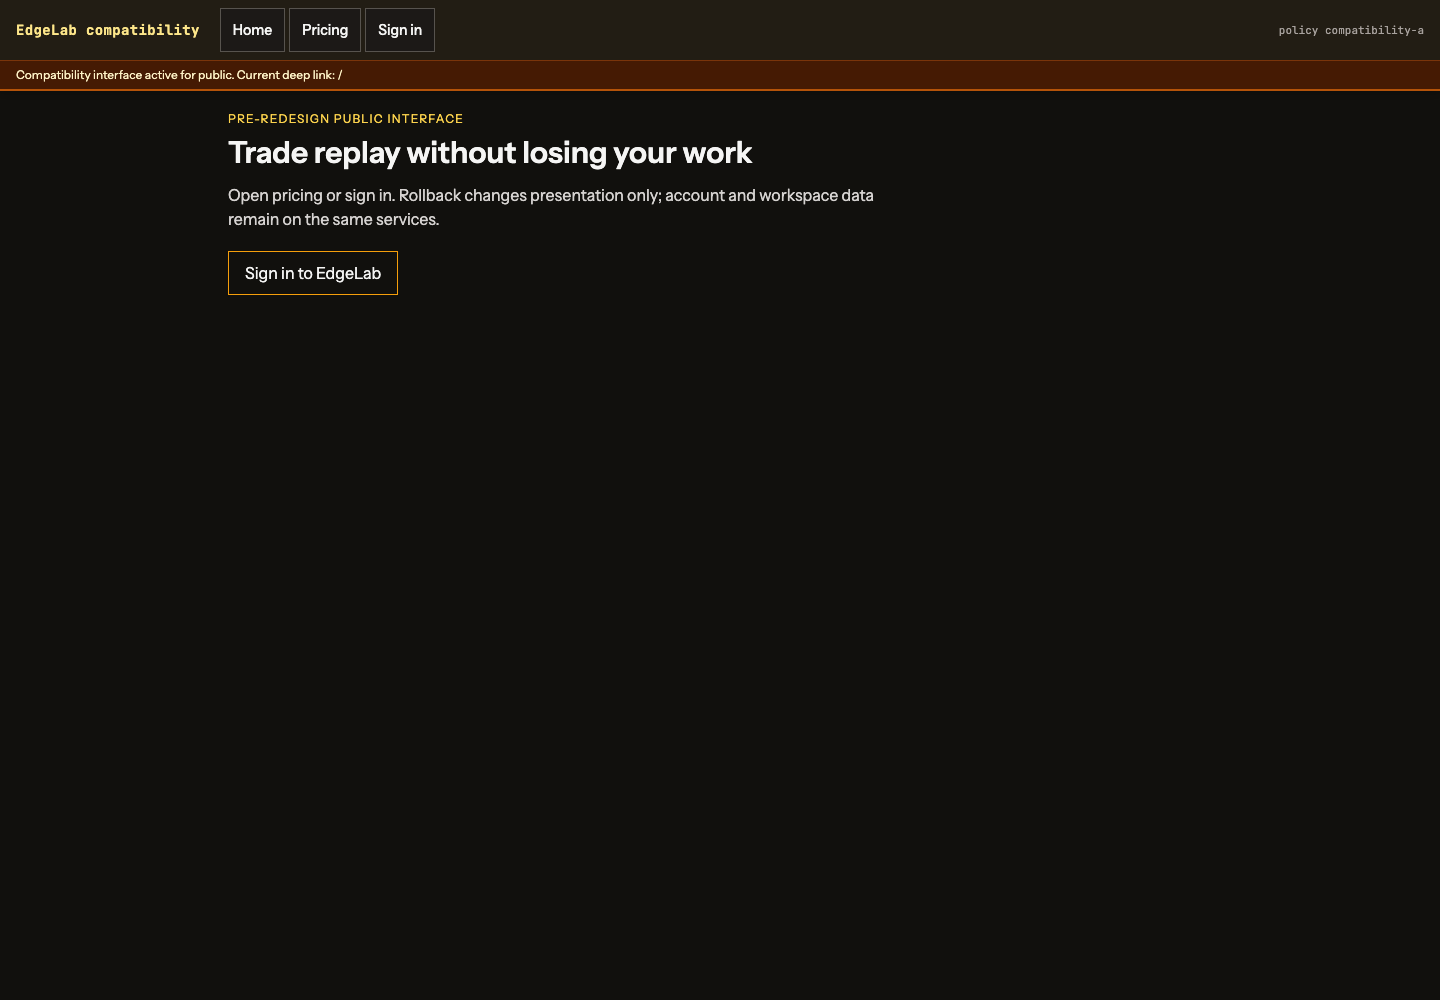 EdgeLab compatibility
Home
Pricing
Sign in
policy compatibility-a
Compatibility interface active for public. Current deep link: /
PRE-REDESIGN PUBLIC INTERFACE
Trade replay without losing your work
Open pricing or sign in. Rollback changes presentation only; account and workspace data
remain on the same services.
Sign in to EdgeLab